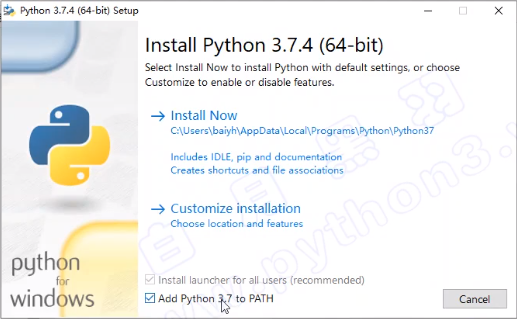 Python 3.7.4 (64-bit) Setup
Install Python 3.7.4 (64-bit)
Select Install Now to install Python with default settings, or choose
Customize to enable or disable features.
Install Now
C:\Users\baiyh\AppData\Local\Programs\Python\Python37
Includes IDLE, pip and documentation
Creates shortcuts and file associations
Customize installation
Choose location and features
Install launcher for all users (recommended)
Add Python 3.7 to PATH
Cancel
python
for
windows